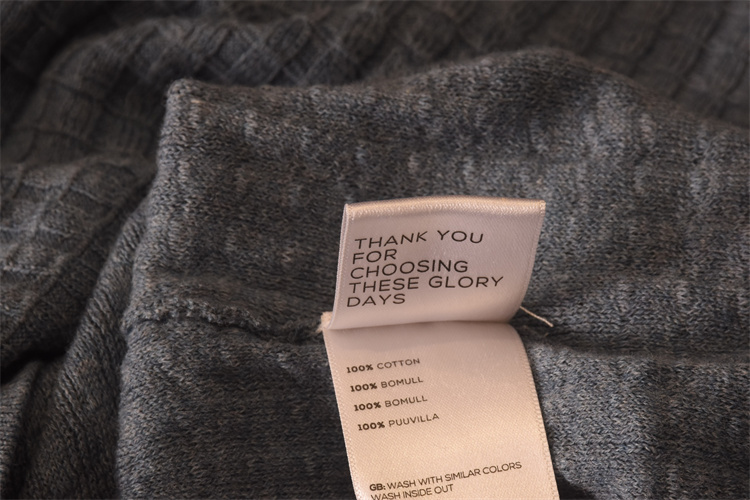 THANK YOU
FOR
CHOOSING
THESE GLORY
DAYS
100% COTTON
100% BOMULL
100% BOMULL
100% PUUVILLA
GB: WASH WITH SIMILAR COLORS
WASH INSIDE OUT